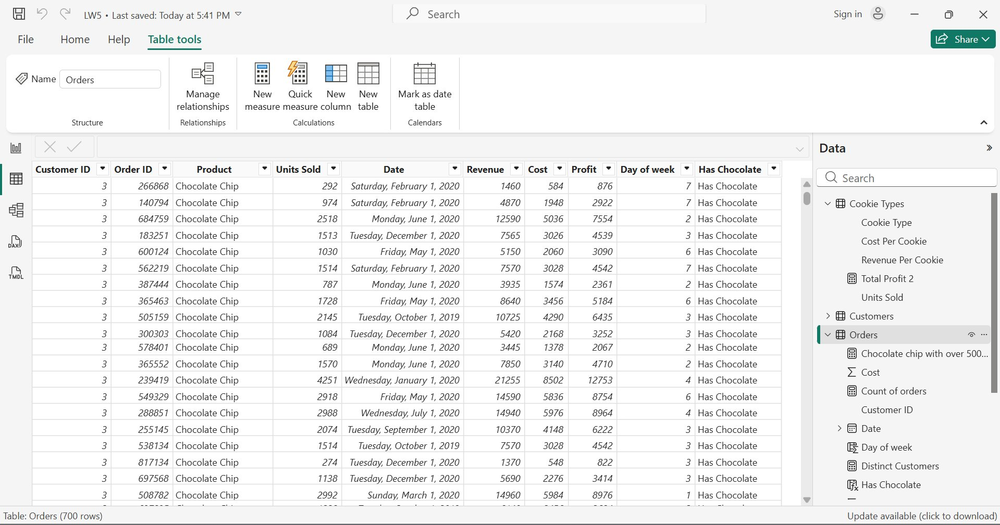 LW5 • Last saved: Today at 5:41 PM
Search
Sign in
File Home Help Table tools
Share
Name Orders
Structure
Manage relationships
Relationships
New measure
Quick measure
New column
New table
Calculations
Mark as date table
Calendars
Customer ID Order ID Product Units Sold Date Revenue Cost Profit Day of week Has Chocolate
3 266868 Chocolate Chip 292 Saturday, February 1, 2020 1460 584 876 7 Has Chocolate
3 140794 Chocolate Chip 974 Saturday, February 1, 2020 4870 1948 2922 7 Has Chocolate
3 684759 Chocolate Chip 2518 Monday, June 1, 2020 12590 5036 7554 2 Has Chocolate
3 183251 Chocolate Chip 1513 Tuesday, December 1, 2020 7565 3026 4539 3 Has Chocolate
3 600124 Chocolate Chip 1030 Friday, May 1, 2020 5150 2060 3090 6 Has Chocolate
3 562219 Chocolate Chip 1514 Saturday, February 1, 2020 7570 3028 4542 7 Has Chocolate
3 387444 Chocolate Chip 787 Monday, June 1, 2020 3935 1574 2361 2 Has Chocolate
3 365463 Chocolate Chip 1728 Friday, May 1, 2020 8640 3456 5184 6 Has Chocolate
3 505159 Chocolate Chip 2145 Tuesday, October 1, 2019 10725 4290 6435 3 Has Chocolate
3 300303 Chocolate Chip 1084 Tuesday, December 1, 2020 5420 2168 3252 3 Has Chocolate
3 578401 Chocolate Chip 689 Monday, June 1, 2020 3445 1378 2067 2 Has Chocolate
3 365552 Chocolate Chip 1570 Monday, June 1, 2020 7850 3140 4710 2 Has Chocolate
3 239419 Chocolate Chip 4251 Wednesday, January 1, 2020 21255 8502 12753 4 Has Chocolate
3 549329 Chocolate Chip 2918 Friday, May 1, 2020 14590 5836 8754 6 Has Chocolate
3 288851 Chocolate Chip 2988 Wednesday, July 1, 2020 14940 5976 8964 4 Has Chocolate
3 255145 Chocolate Chip 2074 Tuesday, September 1, 2020 10370 4148 6222 3 Has Chocolate
3 538134 Chocolate Chip 1514 Tuesday, October 1, 2019 7570 3028 4542 3 Has Chocolate
3 817134 Chocolate Chip 274 Tuesday, December 1, 2020 1370 548 822 3 Has Chocolate
3 697568 Chocolate Chip 1138 Tuesday, December 1, 2020 5690 2276 3414 3 Has Chocolate
3 508782 Chocolate Chip 2992 Sunday, March 1, 2020 14960 5984 8976 1 Has Chocolate
DAX
TMDL
Data
Search
Cookie Types
Cookie Type
Cost Per Cookie
Revenue Per Cookie
Total Profit 2
Units Sold
Customers
Orders
Chocolate chip with over 500...
Cost
Count of orders
Customer ID
Date
Day of week
Distinct Customers
Has Chocolate
Table: Orders (700 rows)
Update available (click to download)